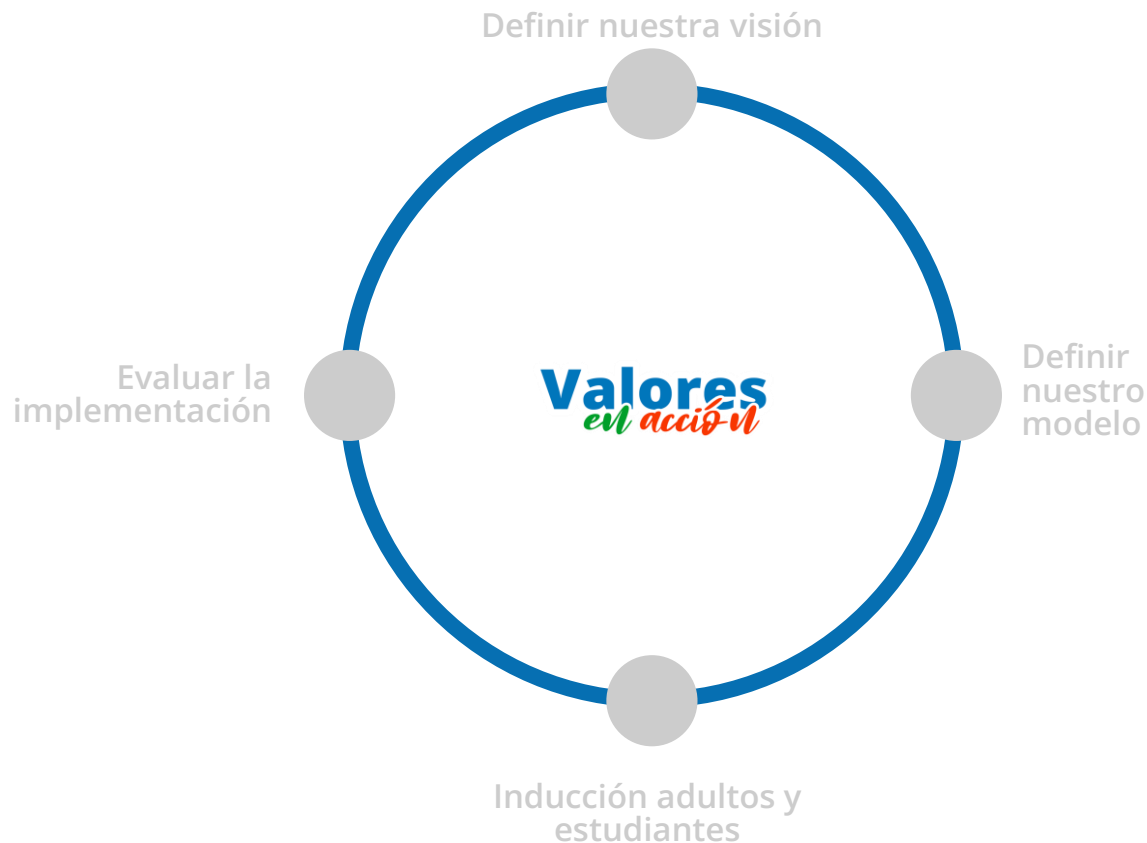 Definir nuestra visión
Definir
nuestro
modelo
Evaluar la
implementación
Valores
en acción
Inducción adultos y
estudiantes